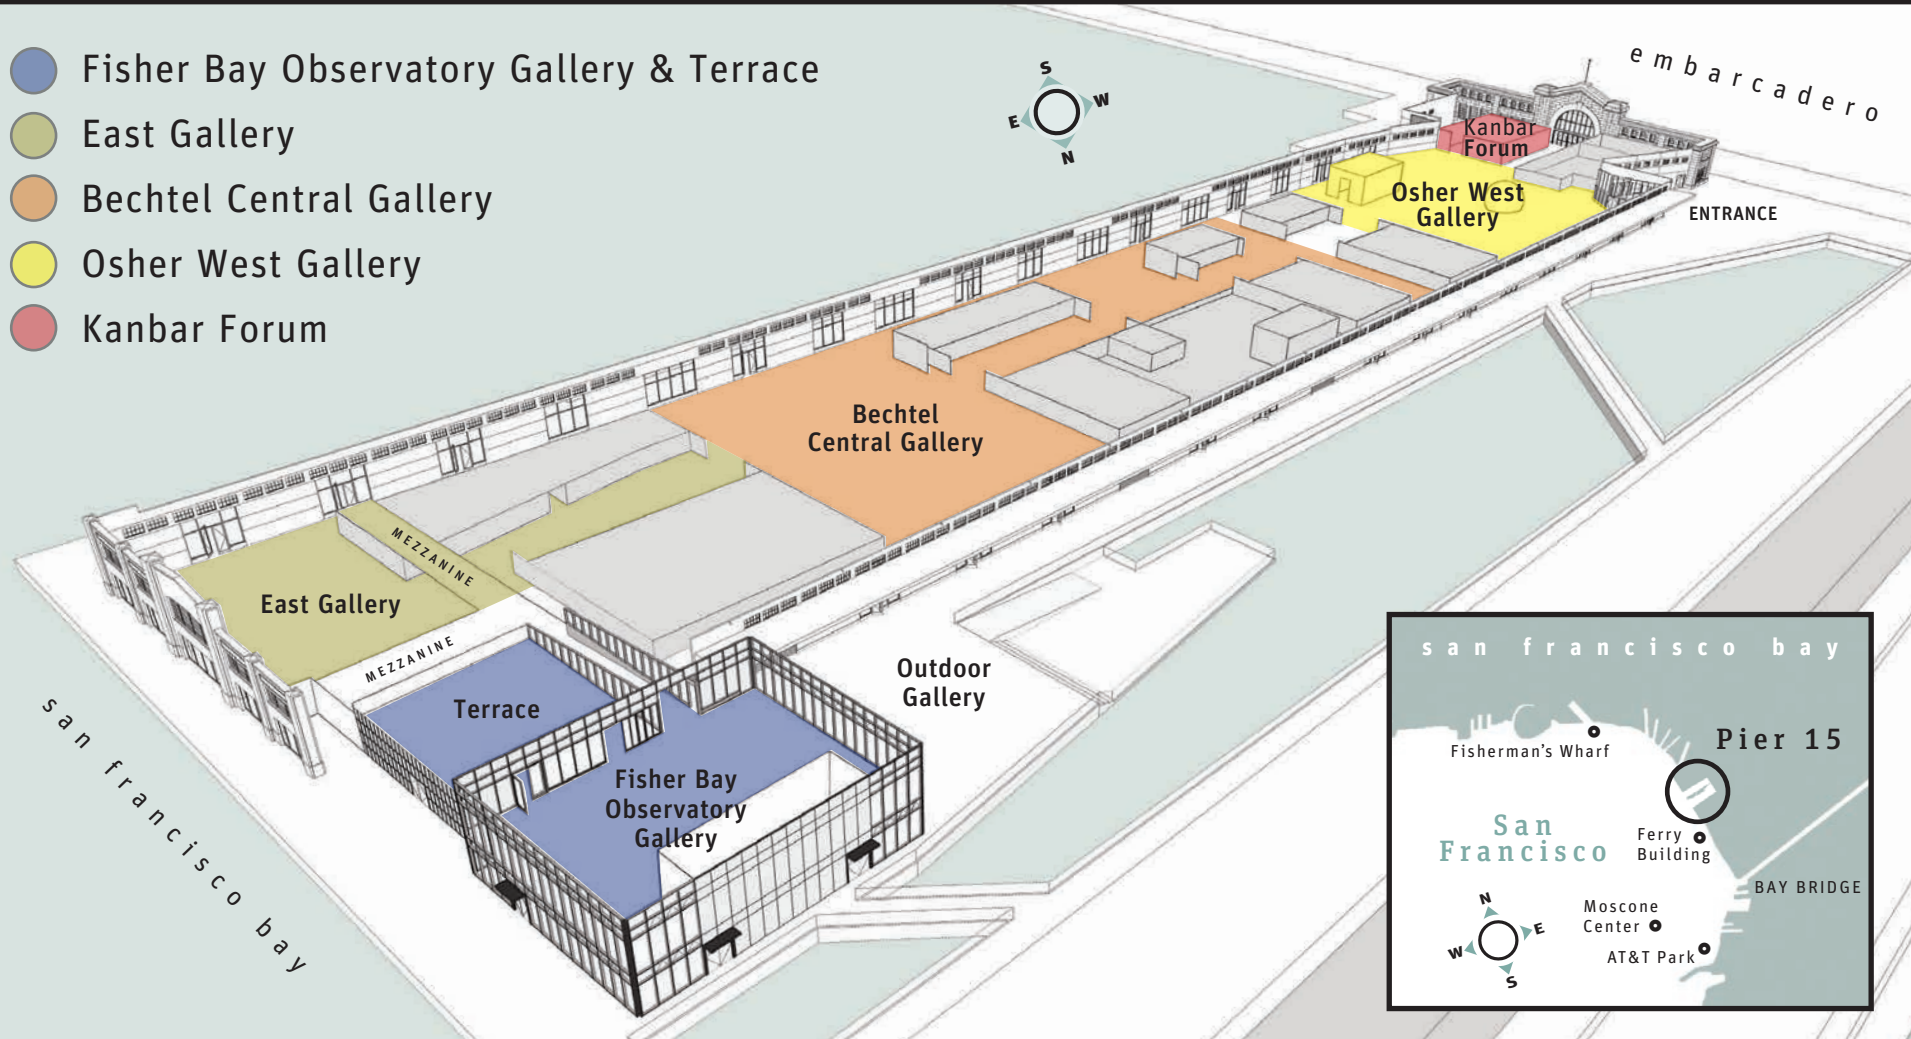 Fisher Bay Observatory Gallery & Terrace
East Gallery
Bechtel Central Gallery
Osher West Gallery
Kanbar Forum
S
W
E
N
embarcadero
Kanbar
Forum
Osher West
Gallery
ENTRANCE
Bechtel
Central Gallery
MEZZANINE
East Gallery
MEZZANINE
Terrace
Outdoor
Gallery
Fisher Bay
Observatory
Gallery
san francisco bay
san francisco bay
Fisherman's Wharf
Pier 15
San
Francisco
Ferry
Building
BAY BRIDGE
Moscone
Center
AT&T Park
N
E
W
S